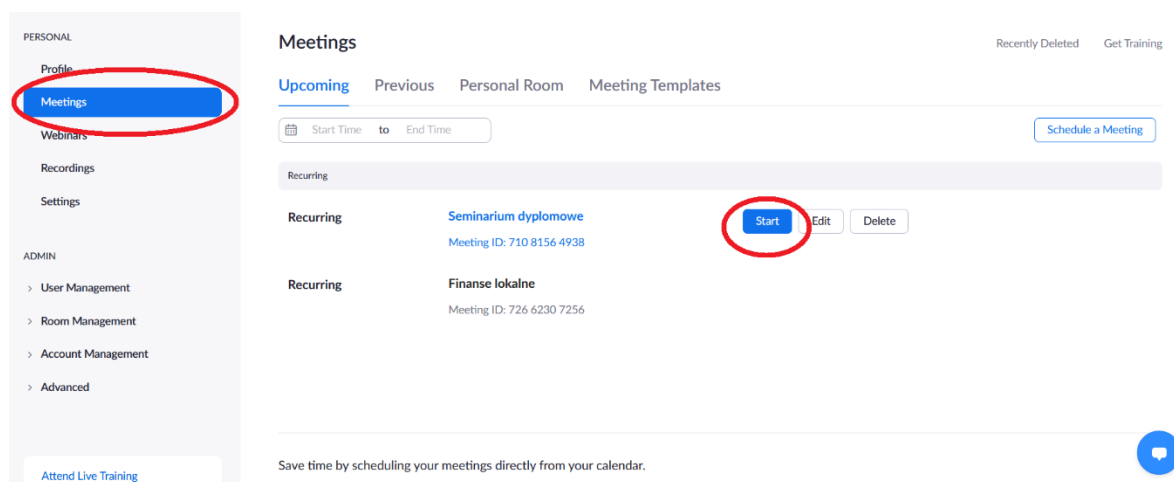 PERSONAL
Profile
Meetings
Webinars
Recordings
Settings
ADMIN
User Management
Room Management
Account Management
Advanced
Attend Live Training
Meetings
Recently Deleted Get Training
Upcoming Previous Personal Room Meeting Templates
Start Time to End Time
Schedule a Meeting
Recurring
Recurring Seminarium dyplomowe Start Edit Delete
Meeting ID: 710 8156 4938
Recurring Finanse lokalne
Meeting ID: 726 6230 7256
Save time by scheduling your meetings directly from your calendar.